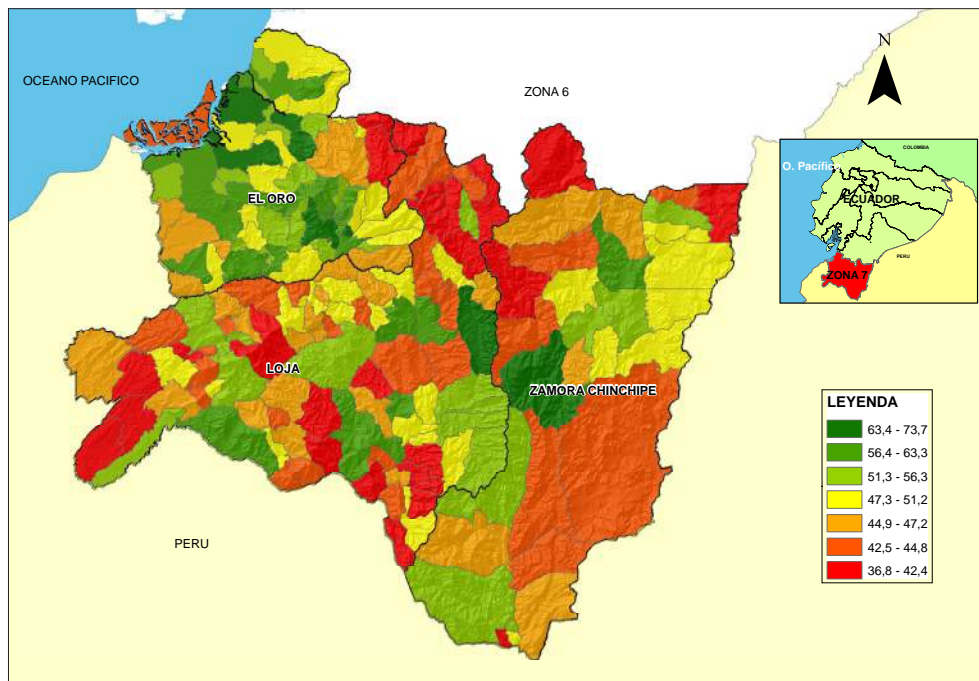 OCEANO PACIFICO
ZONA 6
N
COLOMBIA
O. Pacífico
ECUADOR
PERU
ZONA 7
EL ORO
LOJA
ZAMORA CHINCHIPE
PERU
LEYENDA
63,4 - 73,7
56,4 - 63,3
51,3 - 56,3
47,3 - 51,2
44,9 - 47,2
42,5 - 44,8
36,8 - 42,4